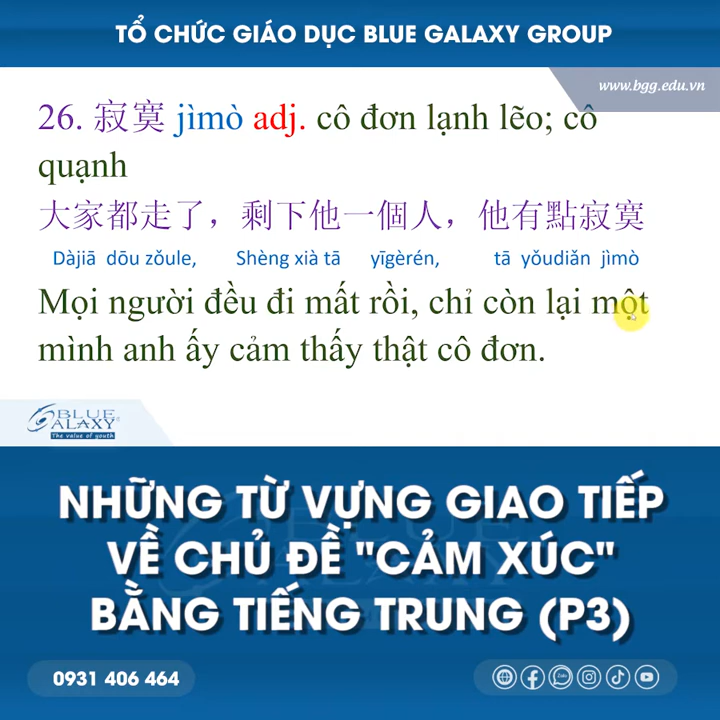 TỔ CHỨC GIÁO DỤC BLUE GALAXY GROUP
www.bgg.edu.vn
26. 寂寞 jìmò adj. cô đơn lạnh lẽo; cô
quạnh
大家都走了，剩下他一個人，他有點寂寞
Dàjiā dōu zǒule, Shèng xià tā yīgèrén, tā yǒudiǎn jìmò
Mọi người đều đi mất rồi, chỉ còn lại một
mình anh ấy cảm thấy thật cô đơn.
BLUE
GALAXY
The value of youth
NHỮNG TỪ VỰNG GIAO TIẾP
VỀ CHỦ ĐỀ "CẢM XÚC"
BẰNG TIẾNG TRUNG (P3)
0931 406 464